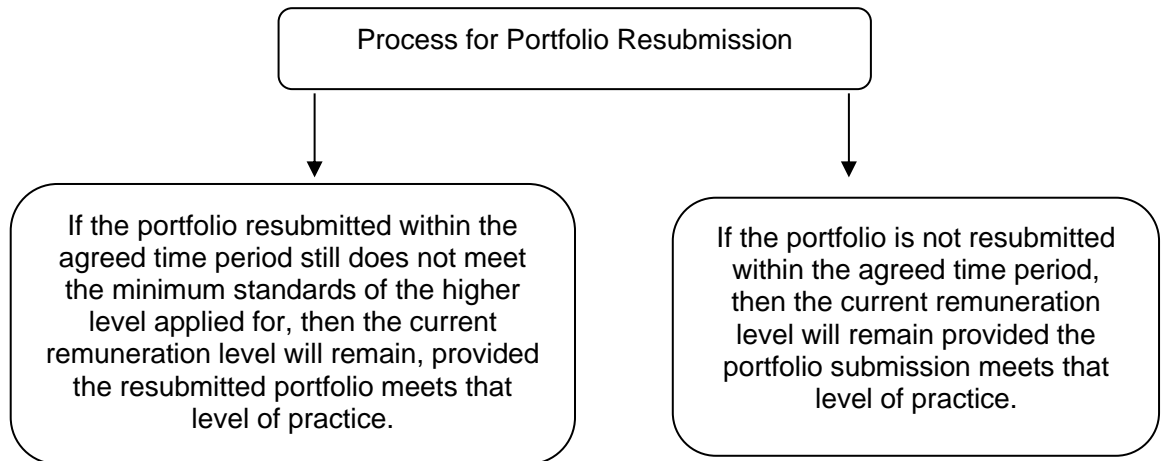 Process for Portfolio Resubmission
If the portfolio resubmitted within the
agreed time period still does not meet
the minimum standards of the higher
level applied for, then the current
remuneration level will remain, provided
the resubmitted portfolio meets that
level of practice.
If the portfolio is not resubmitted
within the agreed time period,
then the current remuneration
level will remain provided the
portfolio submission meets that
level of practice.